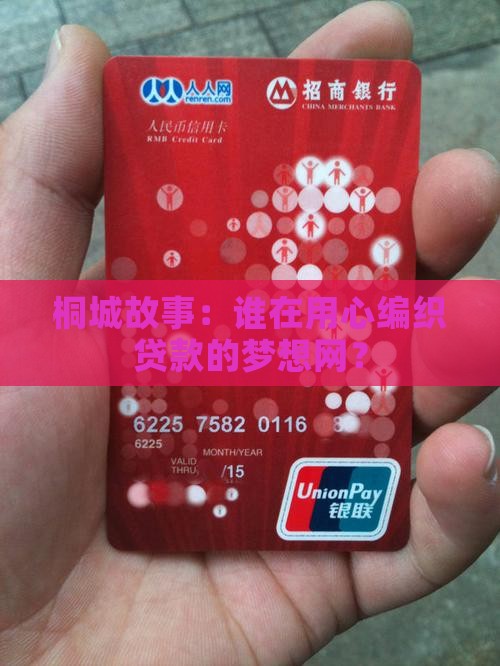 人人网
renren.com
招商银行
CHINA MERCHANTS BANK
人民币信用卡
RMB Credit Card
桐城故事：谁在用心编织
贷款的梦想网？
6225 7582 0116
6225
MONTH/YEAR
VALID
THRU
/15
UnionPay
银联